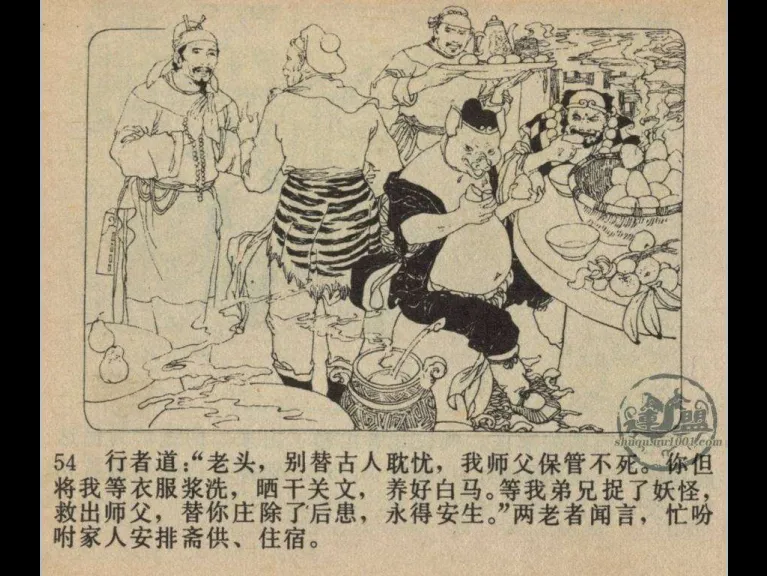 54 行者道:“老头，别替古人耽忧，我师父保管不死。你但
将我等衣服浆洗，晒干关文，养好白马。等我弟兄捉了妖怪，
救出师父，替你庄除了后患，永得安生。”两老者闻言，忙吩
咐家人安排斋供、住宿。
shuquan1001.com